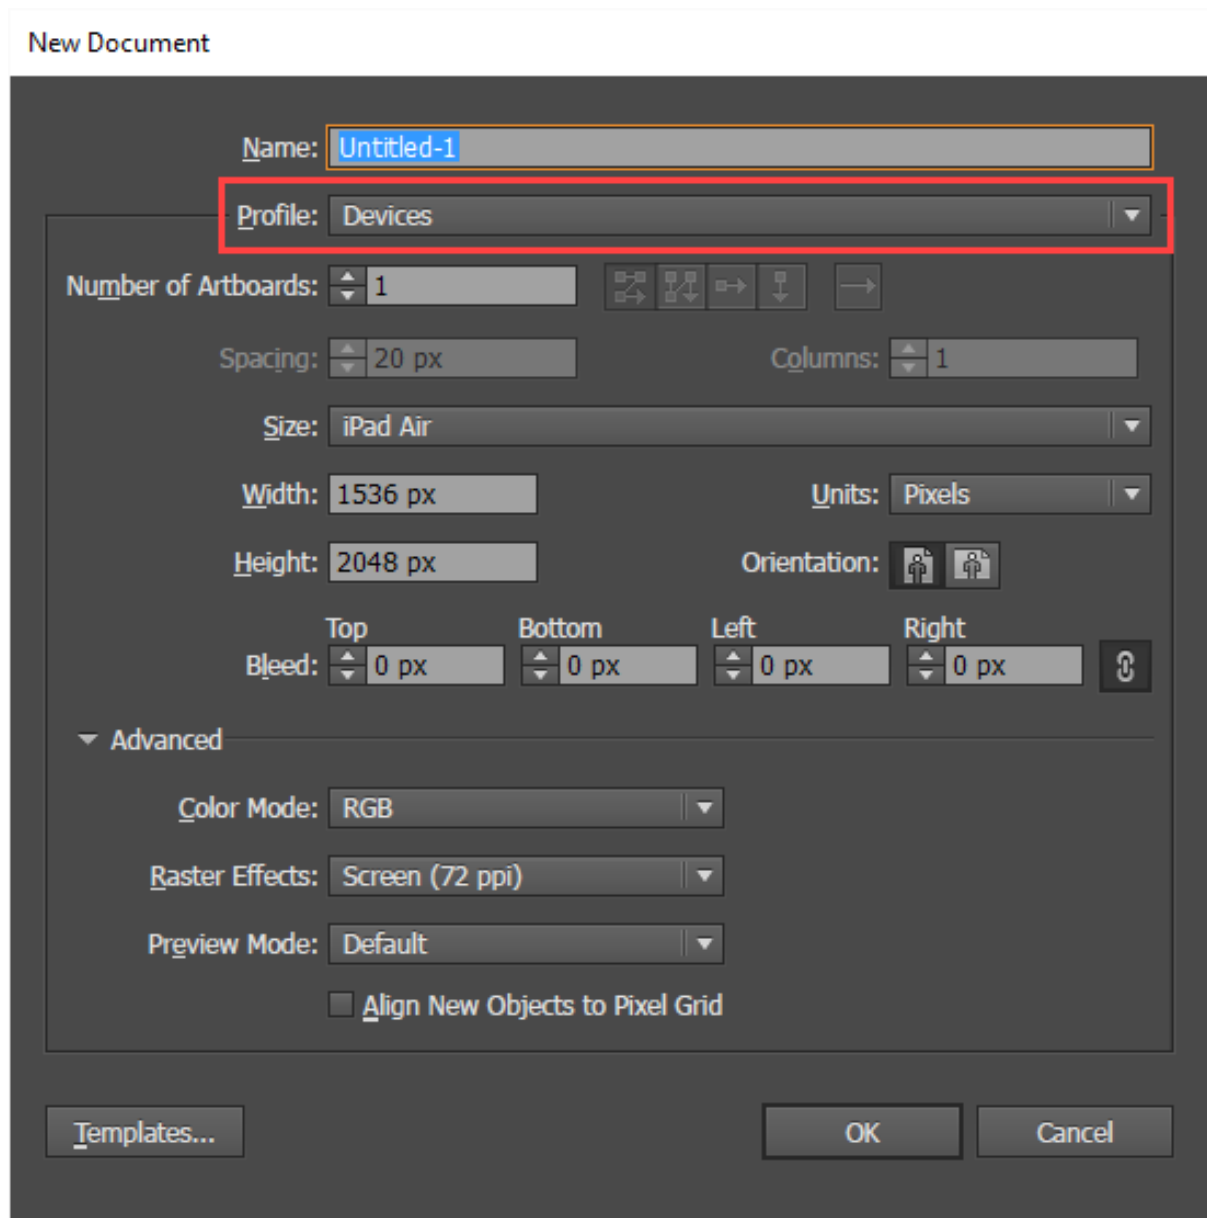 New Document
Name: Untitled-1
Profile: Devices
Number of Artboards: 1
Spacing: 20 px Columns: 1
Size: iPad Air
Width: 1536 px Units: Pixels
Height: 2048 px Orientation:
Top Bottom Left Right
Bleed: 0 px 0 px 0 px 0 px
Advanced
Color Mode: RGB
Raster Effects: Screen (72 ppi)
Preview Mode: Default
Align New Objects to Pixel Grid
Templates... OK Cancel